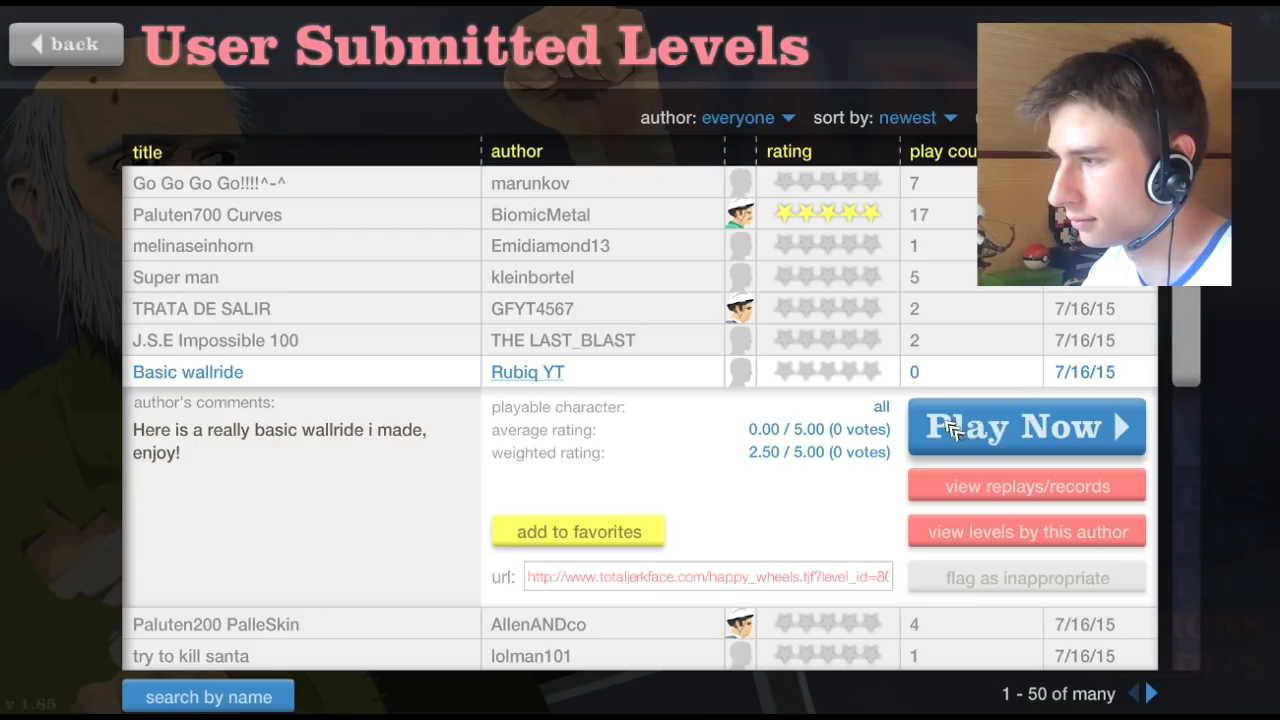 back
User Submitted Levels
author: everyone sort by: newest
title author rating play cou
Go Go Go Go!!!!^-^ marunkov 7
Paluten700 Curves BiomicMetal 17
melinaseinhorn Emidiamond13 1
Super man kleinbortel 5
TRATA DE SALIR GFYT4567 2 7/16/15
J.S.E Impossible 100 THE LAST_BLAST 2 7/16/15
Basic wallride Rubiq YT 0 7/16/15
author's comments:
Here is a really basic wallride i made,
enjoy!
playable character: all
average rating: 0.00 / 5.00 (0 votes)
weighted rating: 2.50 / 5.00 (0 votes)
add to favorites
url: http://www.totaljerkface.com/happy_wheels.tjf?level_id=80
Play Now
view replays/records
view levels by this author
flag as inappropriate
Paluten200 PalleSkin AllenANDco 4 7/16/15
try to kill santa lolman101 1 7/16/15
v 1.85
search by name
1 - 50 of many